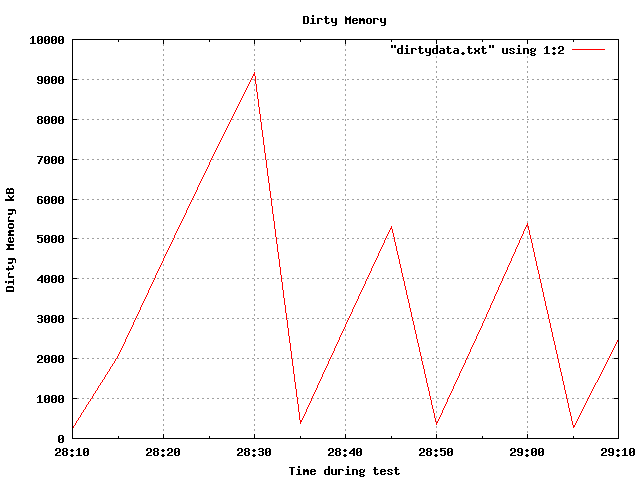 Dirty Memory
"dirtydata.txt" using 1:2
10000
9000
8000
7000
6000
5000
4000
3000
2000
1000
0
Dirty Memory kB
28:10 28:20 28:30 28:40 28:50 29:00 29:10
Time during test